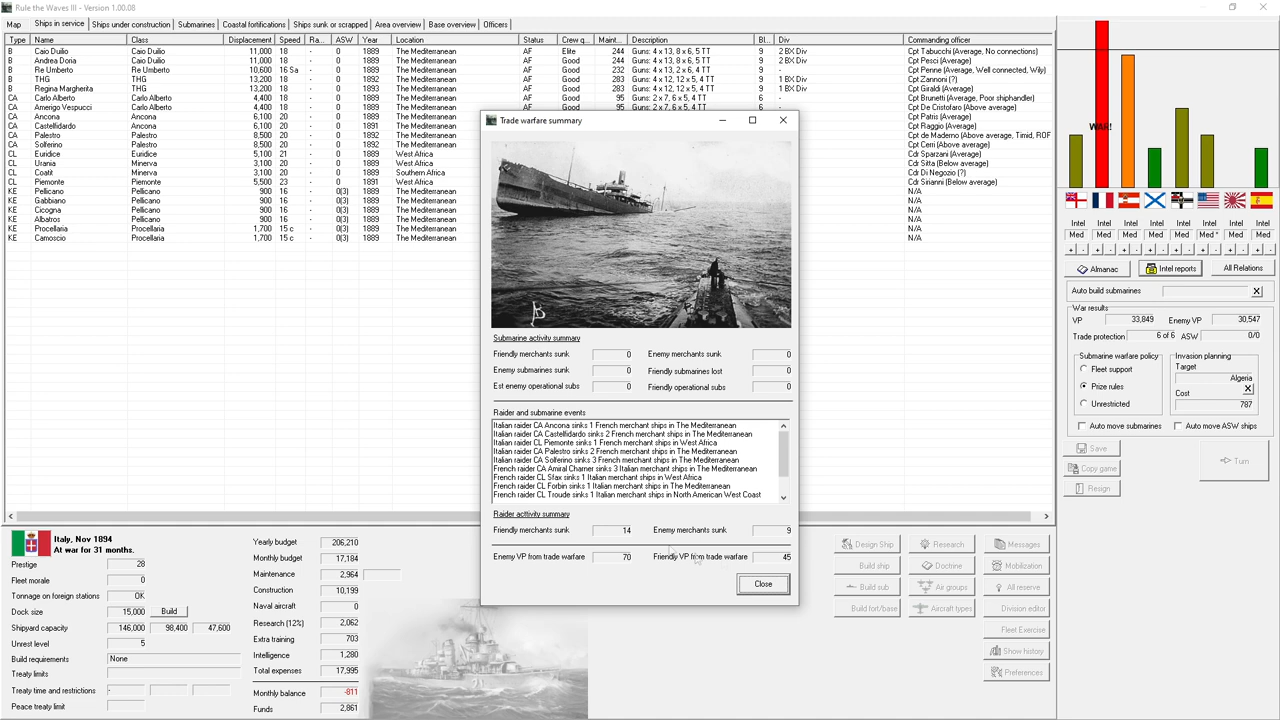 Rule the Waves III - Version 1.00.08
Map Ships in service Ships under construction Submarines Coastal fortifications Ships sunk or scrapped Area overview Base overview Officers
Type Name Class Displacement Speed Ra... ASW Year Location Status Crew q... Maint... Description Bl... Div Commanding officer
B Caio Duilio Caio Duilio 11,000 18 - 0 1889 The Mediterranean AF Elite 244 Guns: 4 x 13, 8 x 6, 5 TT 9 2 BX Div Cpt Tabucchi (Average, No connections)
B Andrea Doria Caio Duilio 11,000 18 - 0 1889 The Mediterranean AF Good 244 Guns: 4 x 13, 8 x 6, 5 TT 9 2 BX Div Cpt Pesci (Average)
B Re Umberto Re Umberto 10,600 16 Sa - 0 1889 The Mediterranean AF Good 232 Guns: 4 x 13, 2 x 6, 4 TT 9 - Cpt Penne (Average, Well connected, Wily)
B THG THG 13,200 18 - 0 1892 The Mediterranean AF Good 283 Guns: 4 x 12, 12 x 5, 4 TT 9 1 BX Div Cpt Zannoni (?)
B Regina Margherita THG 13,200 18 - 0 1893 The Mediterranean AF Good 283 Guns: 4 x 12, 12 x 5, 4 TT 9 1 BX Div Cpt Giraldi (Average)
CA Carlo Alberto Carlo Alberto 4,400 18 - 0 1889 The Mediterranean AF Good 95 Guns: 2 x 7, 6 x 5, 4 TT 6 - Cpt Brunetti (Average, Poor shiphandler)
CA Amerigo Vespucci Carlo Alberto 4,400 18 - 0 1889 The Mediterranean AF Good 95 Guns: 2 x 7, 6 x 5, 4 TT 6 - Cpt De Cristofaro (Above average)
CA Ancona Ancona 6,100 20 - 0 1889 The Mediterranean Cpt Patris (Average)
CA Castelfidardo Ancona 6,100 20 - 0 1891 The Mediterranean Cpt Raggio (Average)
CA Palestro Palestro 8,500 20 - 0 1892 The Mediterranean Cpt de Maderno (Above average, Timid, ROF
CA Solferino Palestro 8,500 20 - 0 1892 The Mediterranean Cpt Cerri (Above average)
CL Euridice Euridice 5,100 21 - 0 1889 West Africa Cdr Sparzani (Average)
CL Urania Minerva 3,100 20 - 0 1889 West Africa Cdr Sitta (Below average)
CL Coatit Minerva 3,100 20 - 0 1889 Southern Africa Cdr Di Negozio (?)
CL Piemonte Piemonte 5,500 23 - 0 1891 West Africa Cdr Sirianni (Below average)
KE Pellicano Pellicano 900 16 - 0(3) 1889 The Mediterranean N/A
KE Gabbiano Pellicano 900 16 - 0(3) 1889 The Mediterranean N/A
KE Cicogna Pellicano 900 16 - 0(3) 1889 The Mediterranean N/A
KE Albatros Pellicano 900 16 - 0(3) 1889 The Mediterranean N/A
KE Procellaria Procellaria 1,700 15 c - 0(3) 1889 The Mediterranean N/A
KE Camoscio Procellaria 1,700 15 c - 0(3) 1889 The Mediterranean N/A
Trade warfare summary
Submarine activity summary
Friendly merchants sunk 0 Enemy merchants sunk 0
Enemy submarines sunk 0 Friendly submarines lost 0
Est enemy operational subs 0 Friendly operational subs 0
Raider and submarine events
Italian raider CA Ancona sinks 1 French merchant ships in The Mediterranean
Italian raider CA Castelfidardo sinks 2 French merchant ships in The Mediterranean
Italian raider CL Piemonte sinks 1 French merchant ships in West Africa
Italian raider CA Palestro sinks 2 French merchant ships in The Mediterranean
Italian raider CA Solferino sinks 3 French merchant ships in The Mediterranean
French raider CA Amiral Charner sinks 3 Italian merchant ships in The Mediterranean
French raider CL Sfax sinks 1 Italian merchant ships in West Africa
French raider CL Forbin sinks 1 Italian merchant ships in The Mediterranean
French raider CL Troude sinks 1 Italian merchant ships in North American West Coast
Raider acttivity summary
Friendly merchants sunk 14 Enemy merchants sunk 9
Enemy VP from trade warfare 70 Friendly VP from trade warfare 45
Close
WAR!
Intel Intel Intel Intel Intel Intel Intel Intel
Med Med Med Med Med Med * Med Med
+ - + - + - + - + - + - + - + -
Almanac Intel reports All Relations
Auto build submarines X
War results
VP 33,849 Enemy VP 30,547
Trade protection 6 of 6 ASW 0/0
Submarine warfare policy
Fleet support
Prize rules
Unrestricted
Invasion planning
Target
Algeria
Cost X
787
Auto move submarines Auto move ASW ships
Save
Copy game
Resign
Turn
Italy, Nov 1894
At war for 31 months.
Prestige 28
Fleet morale 0
Tonnage on foreign stations OK
Dock size 15,000 Build
Shipyard capacity 146,000 98,400 47,600
Unrest level 5
Build requirements None
Treaty limits
Treaty time and restrictions -
Peace treaty limit
Yearly budget 206,210
Monthly budget 17,184
Maintenance 2,964
Construction 10,199
Naval aircraft 0
Research (12%) 2,062
Extra training 703
Intelligence 1,280
Total expenses 17,995
Monthly balance -811
Funds 2,861
Design Ship Research Messages
Build ship Doctrine Mobilization
Build sub Air groups All reserve
Build fort/base Aircraft types Division editor
Fleet Exercise
Show history
Preferences